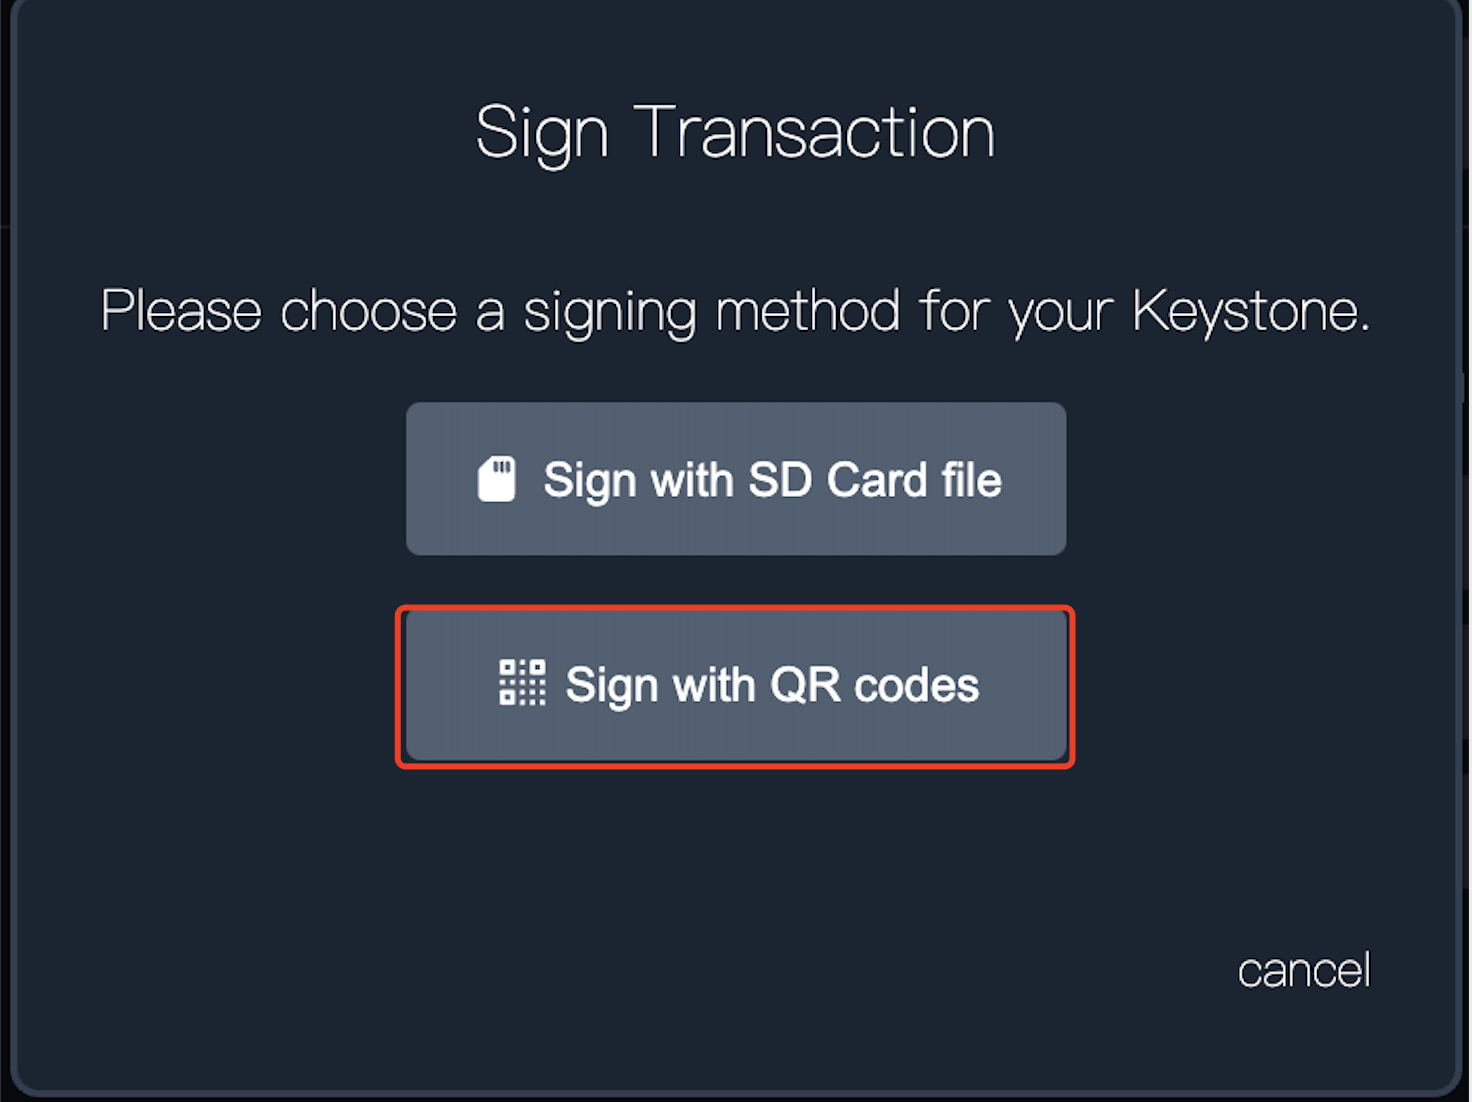 Sign Transaction
Please choose a signing method for your Keystone.
Sign with SD Card file
Sign with QR codes
cancel